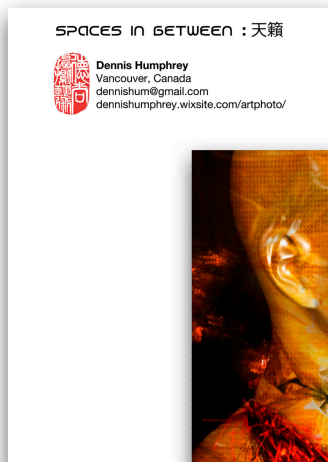 SPACES IN BETWEEN : 天籟
Dennis Humphrey
Vancouver, Canada
dennishum@gmail.com
dennishumphrey.wixsite.com/artphoto/